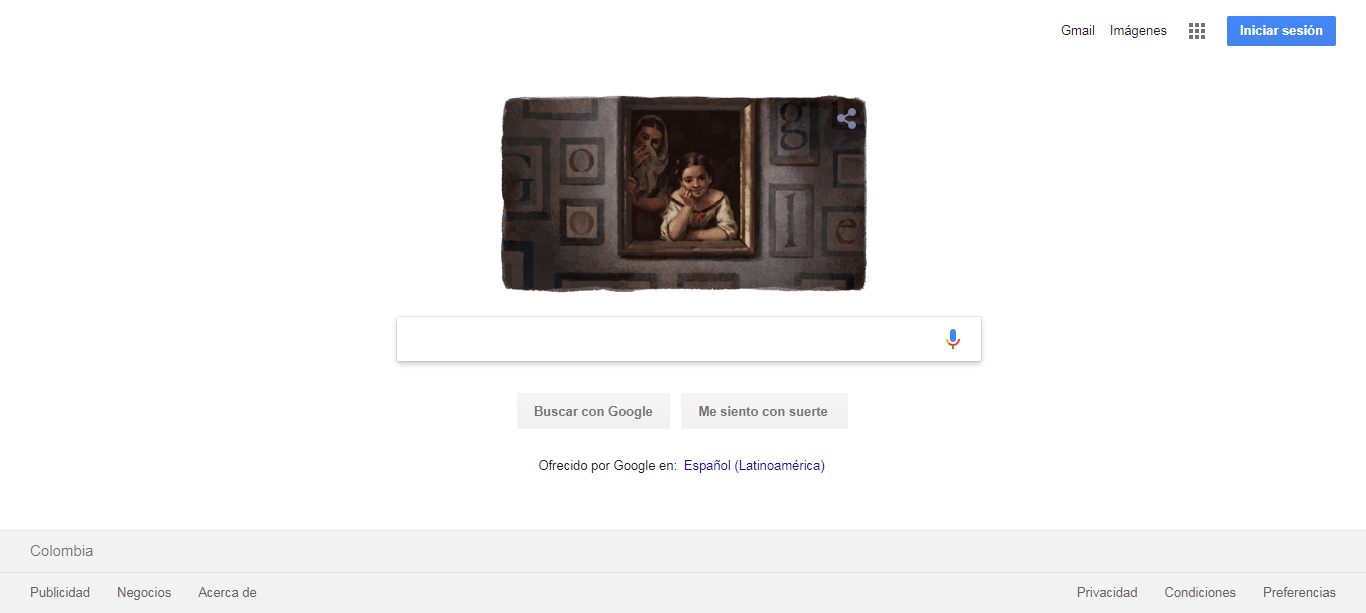 Gmail Imágenes Iniciar sesión
G o o g l e
Buscar con Google Me siento con suerte
Ofrecido por Google en: Español (Latinoamérica)
Colombia
Publicidad Negocios Acerca de Privacidad Condiciones Preferencias